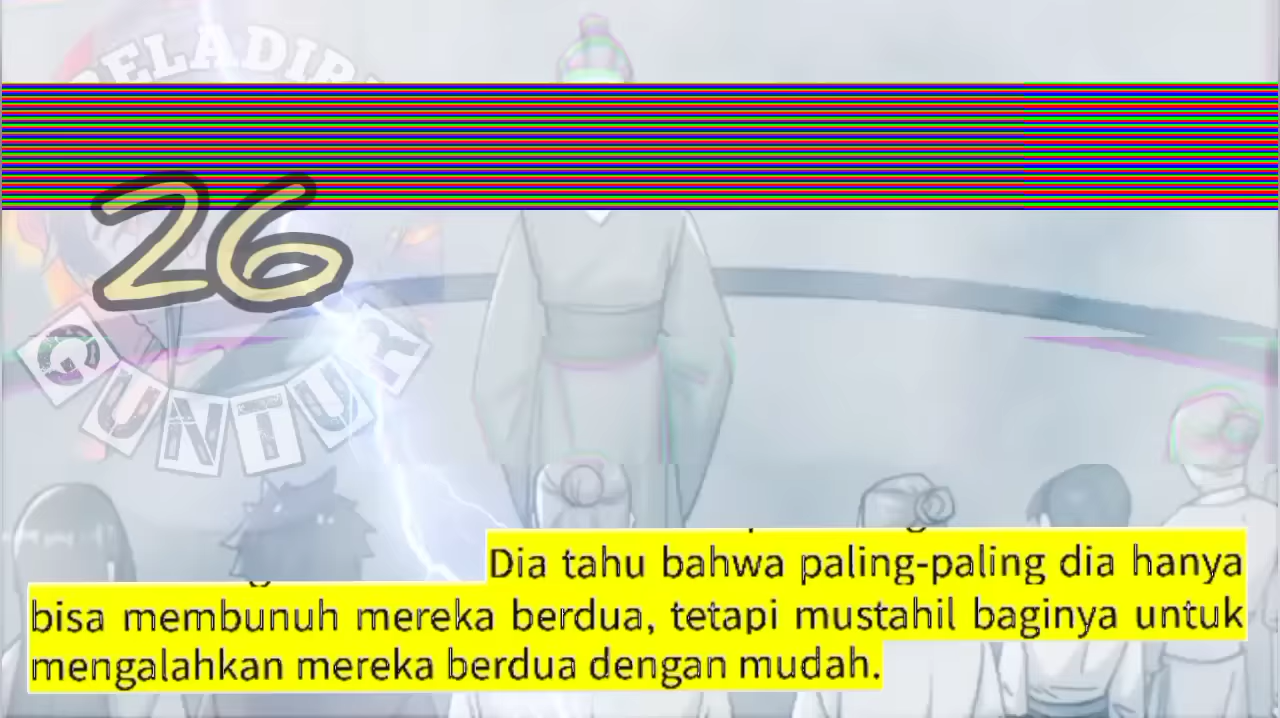 26
GUNTUR
Dia tahu bahwa paling-paling dia hanya
bisa membunuh mereka berdua, tetapi mustahil baginya untuk
mengalahkan mereka berdua dengan mudah.